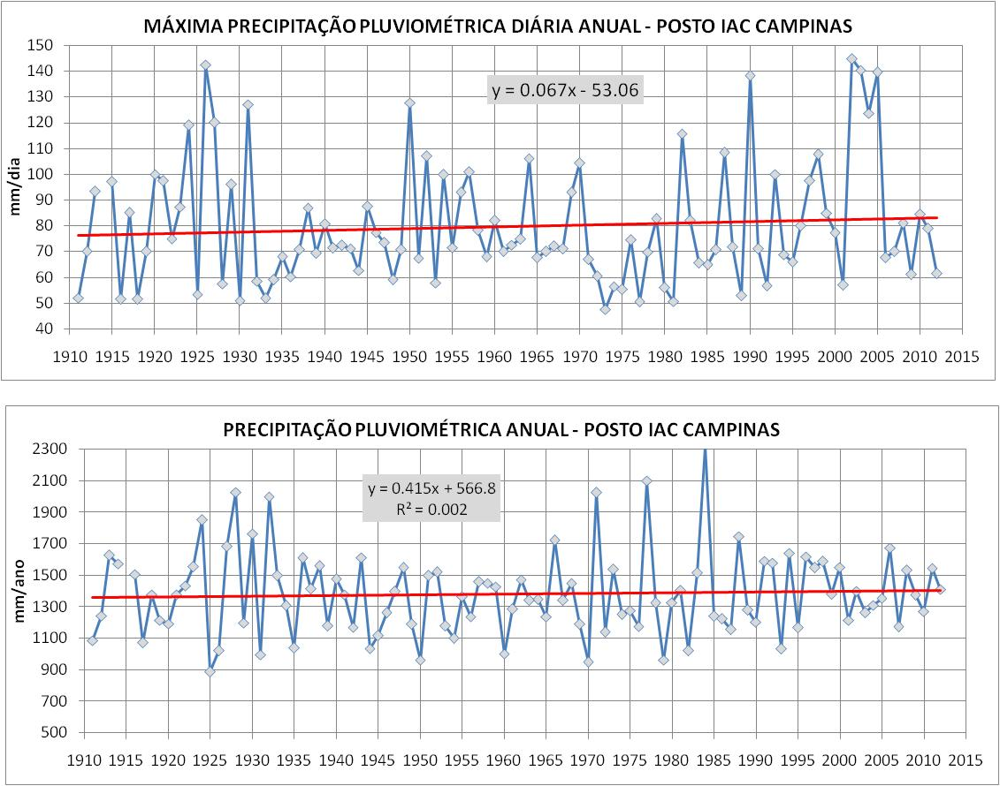 MÁXIMA PRECIPITAÇÃO PLUVIOMÉTRICA DIÁRIA ANUAL - POSTO IAC CAMPINAS
150
140
130
120
110
100
90
80
70
60
50
40
mm/dia
y = 0.067x - 53.06
1910 1915 1920 1925 1930 1935 1940 1945 1950 1955 1960 1965 1970 1975 1980 1985 1990 1995 2000 2005 2010 2015
PRECIPITAÇÃO PLUVIOMÉTRICA ANUAL - POSTO IAC CAMPINAS
2300
2100
1900
1700
1500
1300
1100
900
700
500
mm/ano
y = 0.415x + 566.8
R² = 0.002
1910 1915 1920 1925 1930 1935 1940 1945 1950 1955 1960 1965 1970 1975 1980 1985 1990 1995 2000 2005 2010 2015